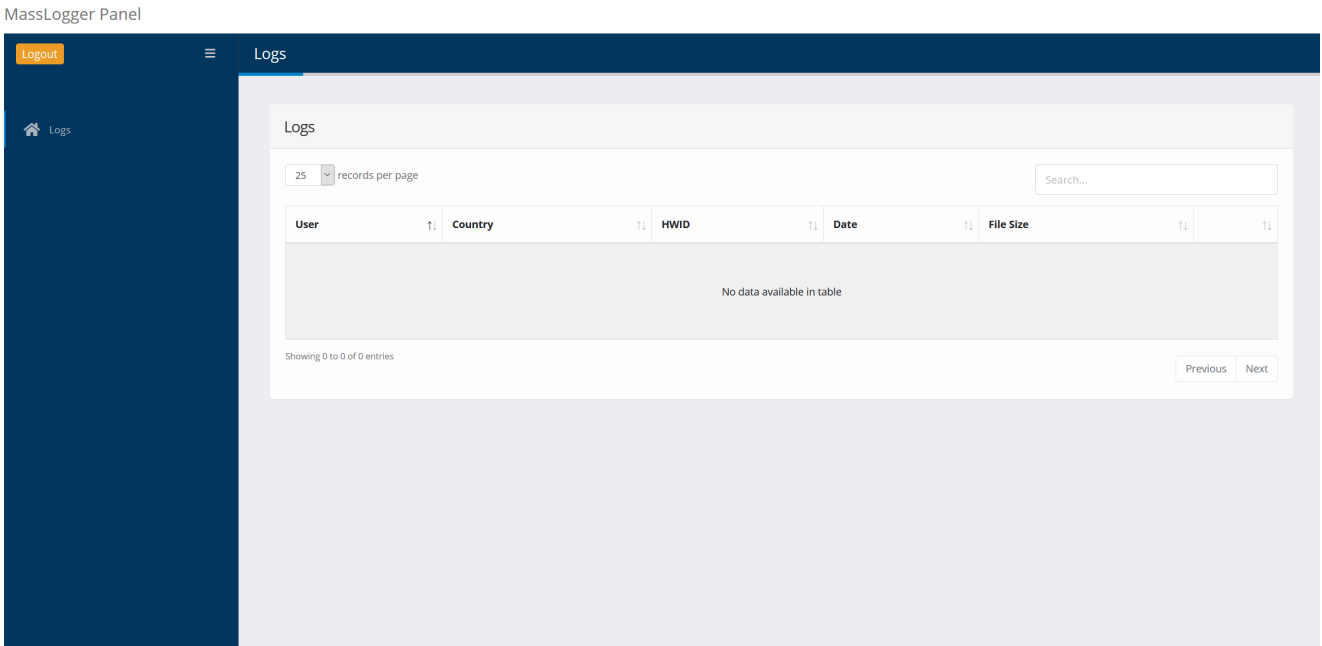 MassLogger Panel
Logout
Logs
Logs
Logs
25 records per page
Search...
User Country HWID Date File Size
No data available in table
Showing 0 to 0 of 0 entries
Previous Next